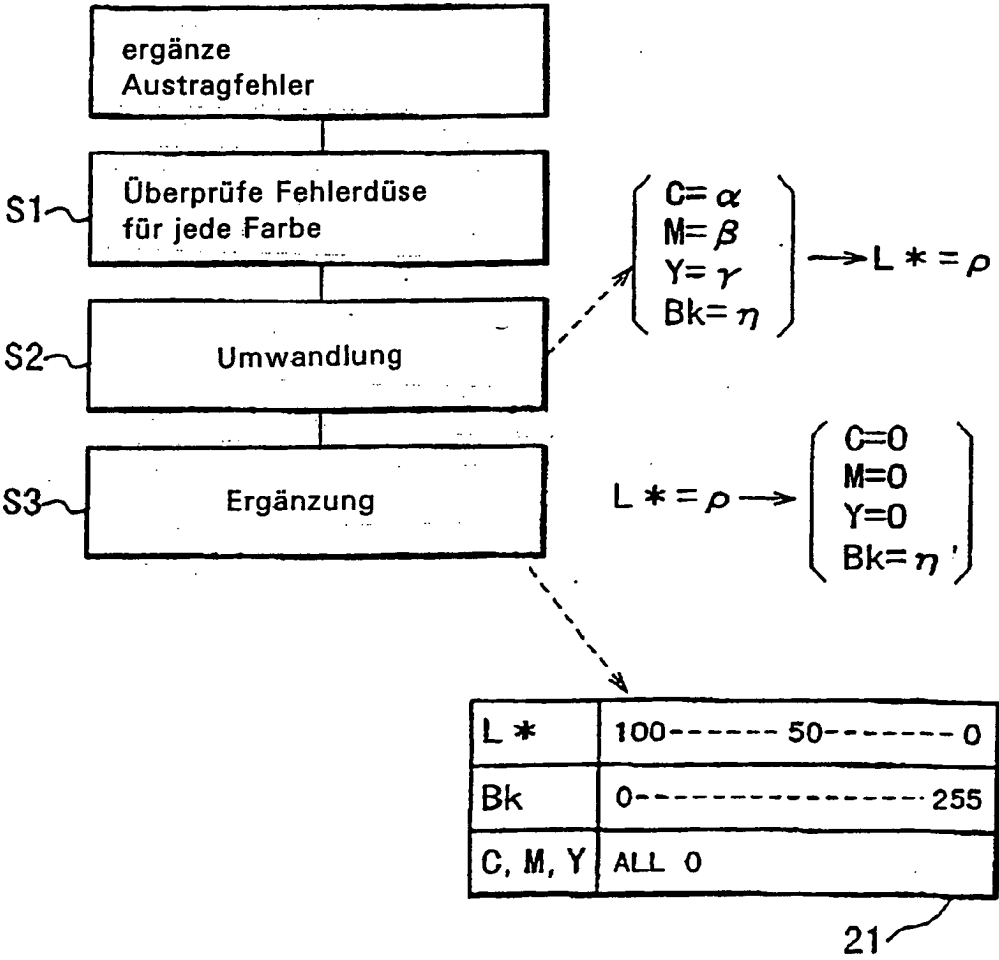 ergänze
Austragfehler
S1
Überprüfe Fehlerdüse
für jede Farbe
C= α
M= β
Y= γ
Bk= η
L * = ρ
S2
Umwandlung
S3
Ergänzung
L * = ρ
C=0
M=0
Y=0
Bk= η '
L * 100------ 50------- 0
Bk 0---------------- 255
C, M, Y ALL 0
21